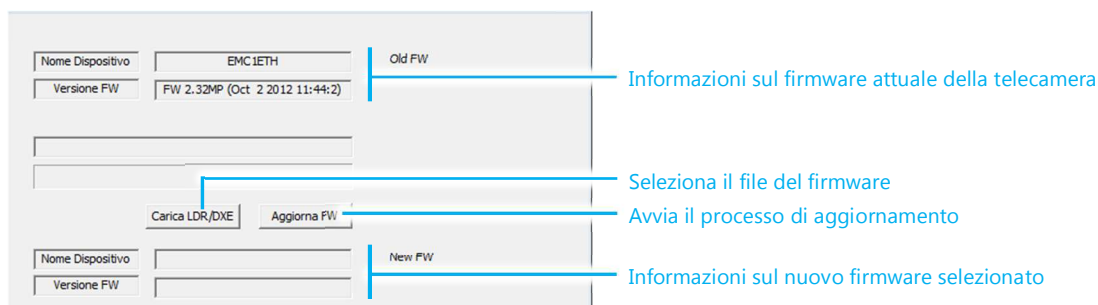 Nome Dispositivo EMC1ETH Old FW
Informazioni sul firmware attuale della telecamera
Versione FW FW 2.32MP (Oct 2 2012 11:44:2)
Seleziona il file del firmware
Carica LDR/DXE Aggiorna FW Avvia il processo di aggiornamento
Nome Dispositivo New FW
Informazioni sul nuovo firmware selezionato
Versione FW